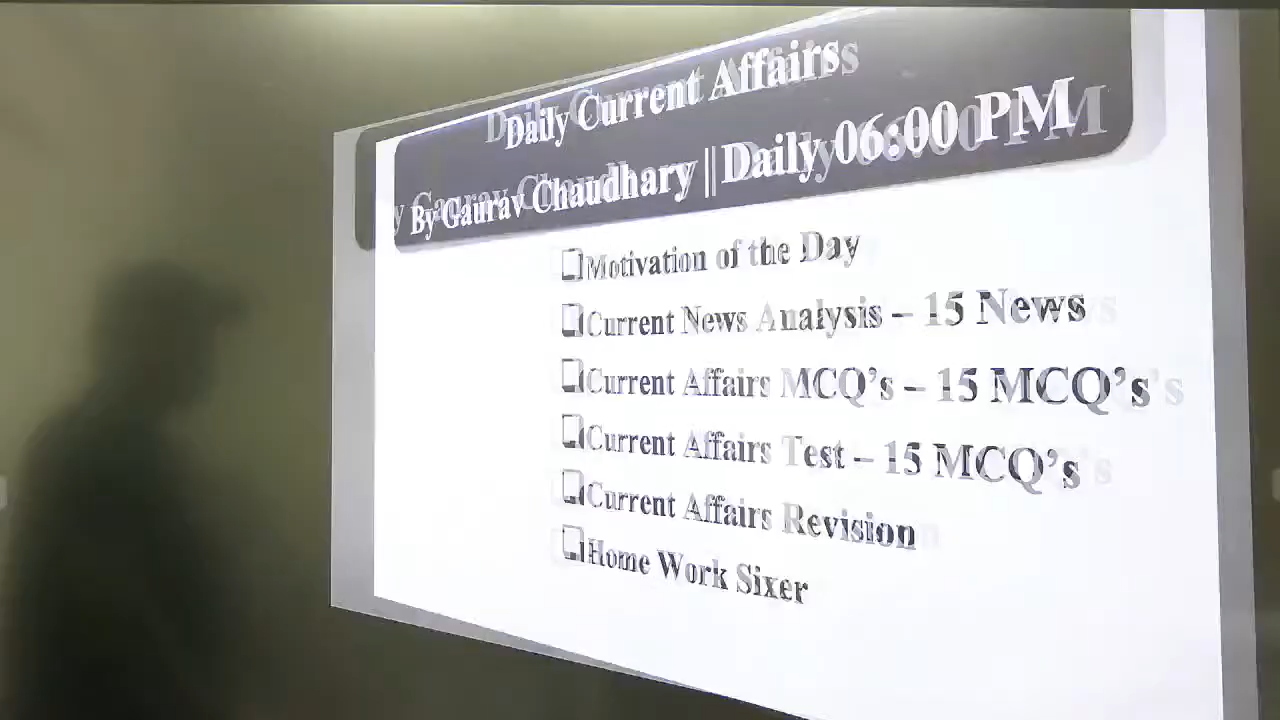 Daily Current Affairs
By Gaurav Chaudhary || Daily 06:00 PM
❑Motivation of the Day
❑Current News Analysis – 15 News
❑Current Affairs MCQ's – 15 MCQ's
❑Current Affairs Test – 15 MCQ's
❑Current Affairs Revision
❑Home Work Sixer